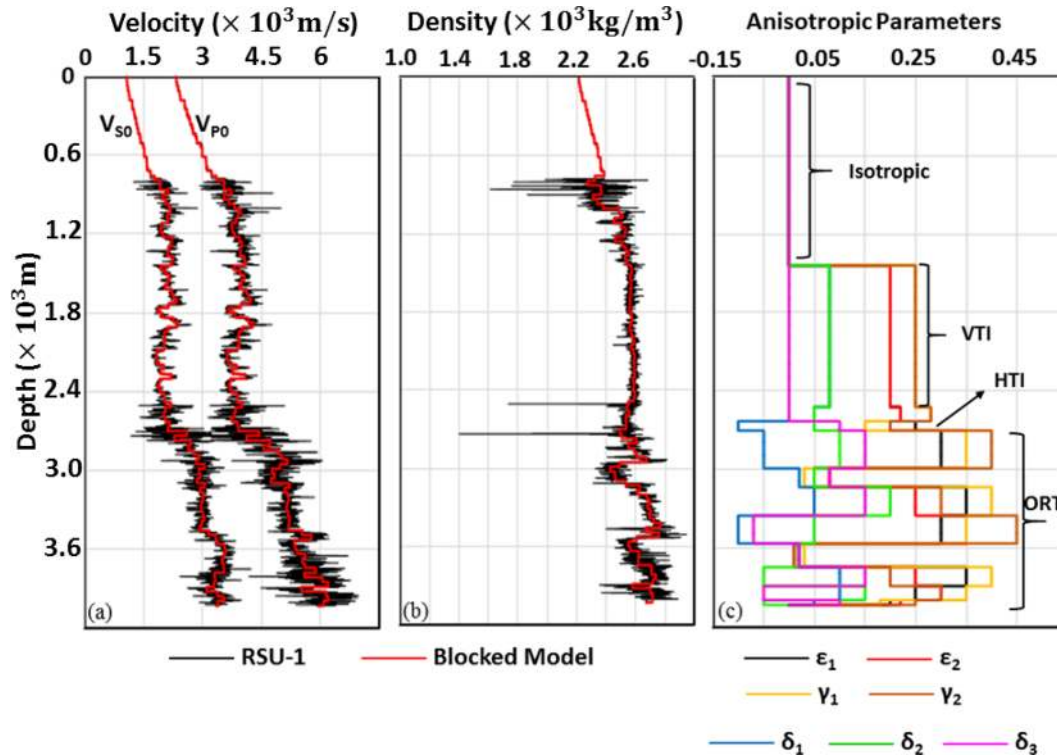 Velocity (× 10³m/s)
0 1.5 3 4.5 6
Density (× 10³kg/m³)
1.0 1.4 1.8 2.2 2.6
Anisotropic Parameters
-0.15 0.05 0.25 0.45
Depth (× 10³m)
0
0.6
1.2
1.8
2.4
3.0
3.6
V_S0 V_P0
Isotropic
VTI
HTI
ORT
(a) (b) (c)
RSU-1 Blocked Model
ε₁ ε₂
γ₁ γ₂
δ₁ δ₂ δ₃